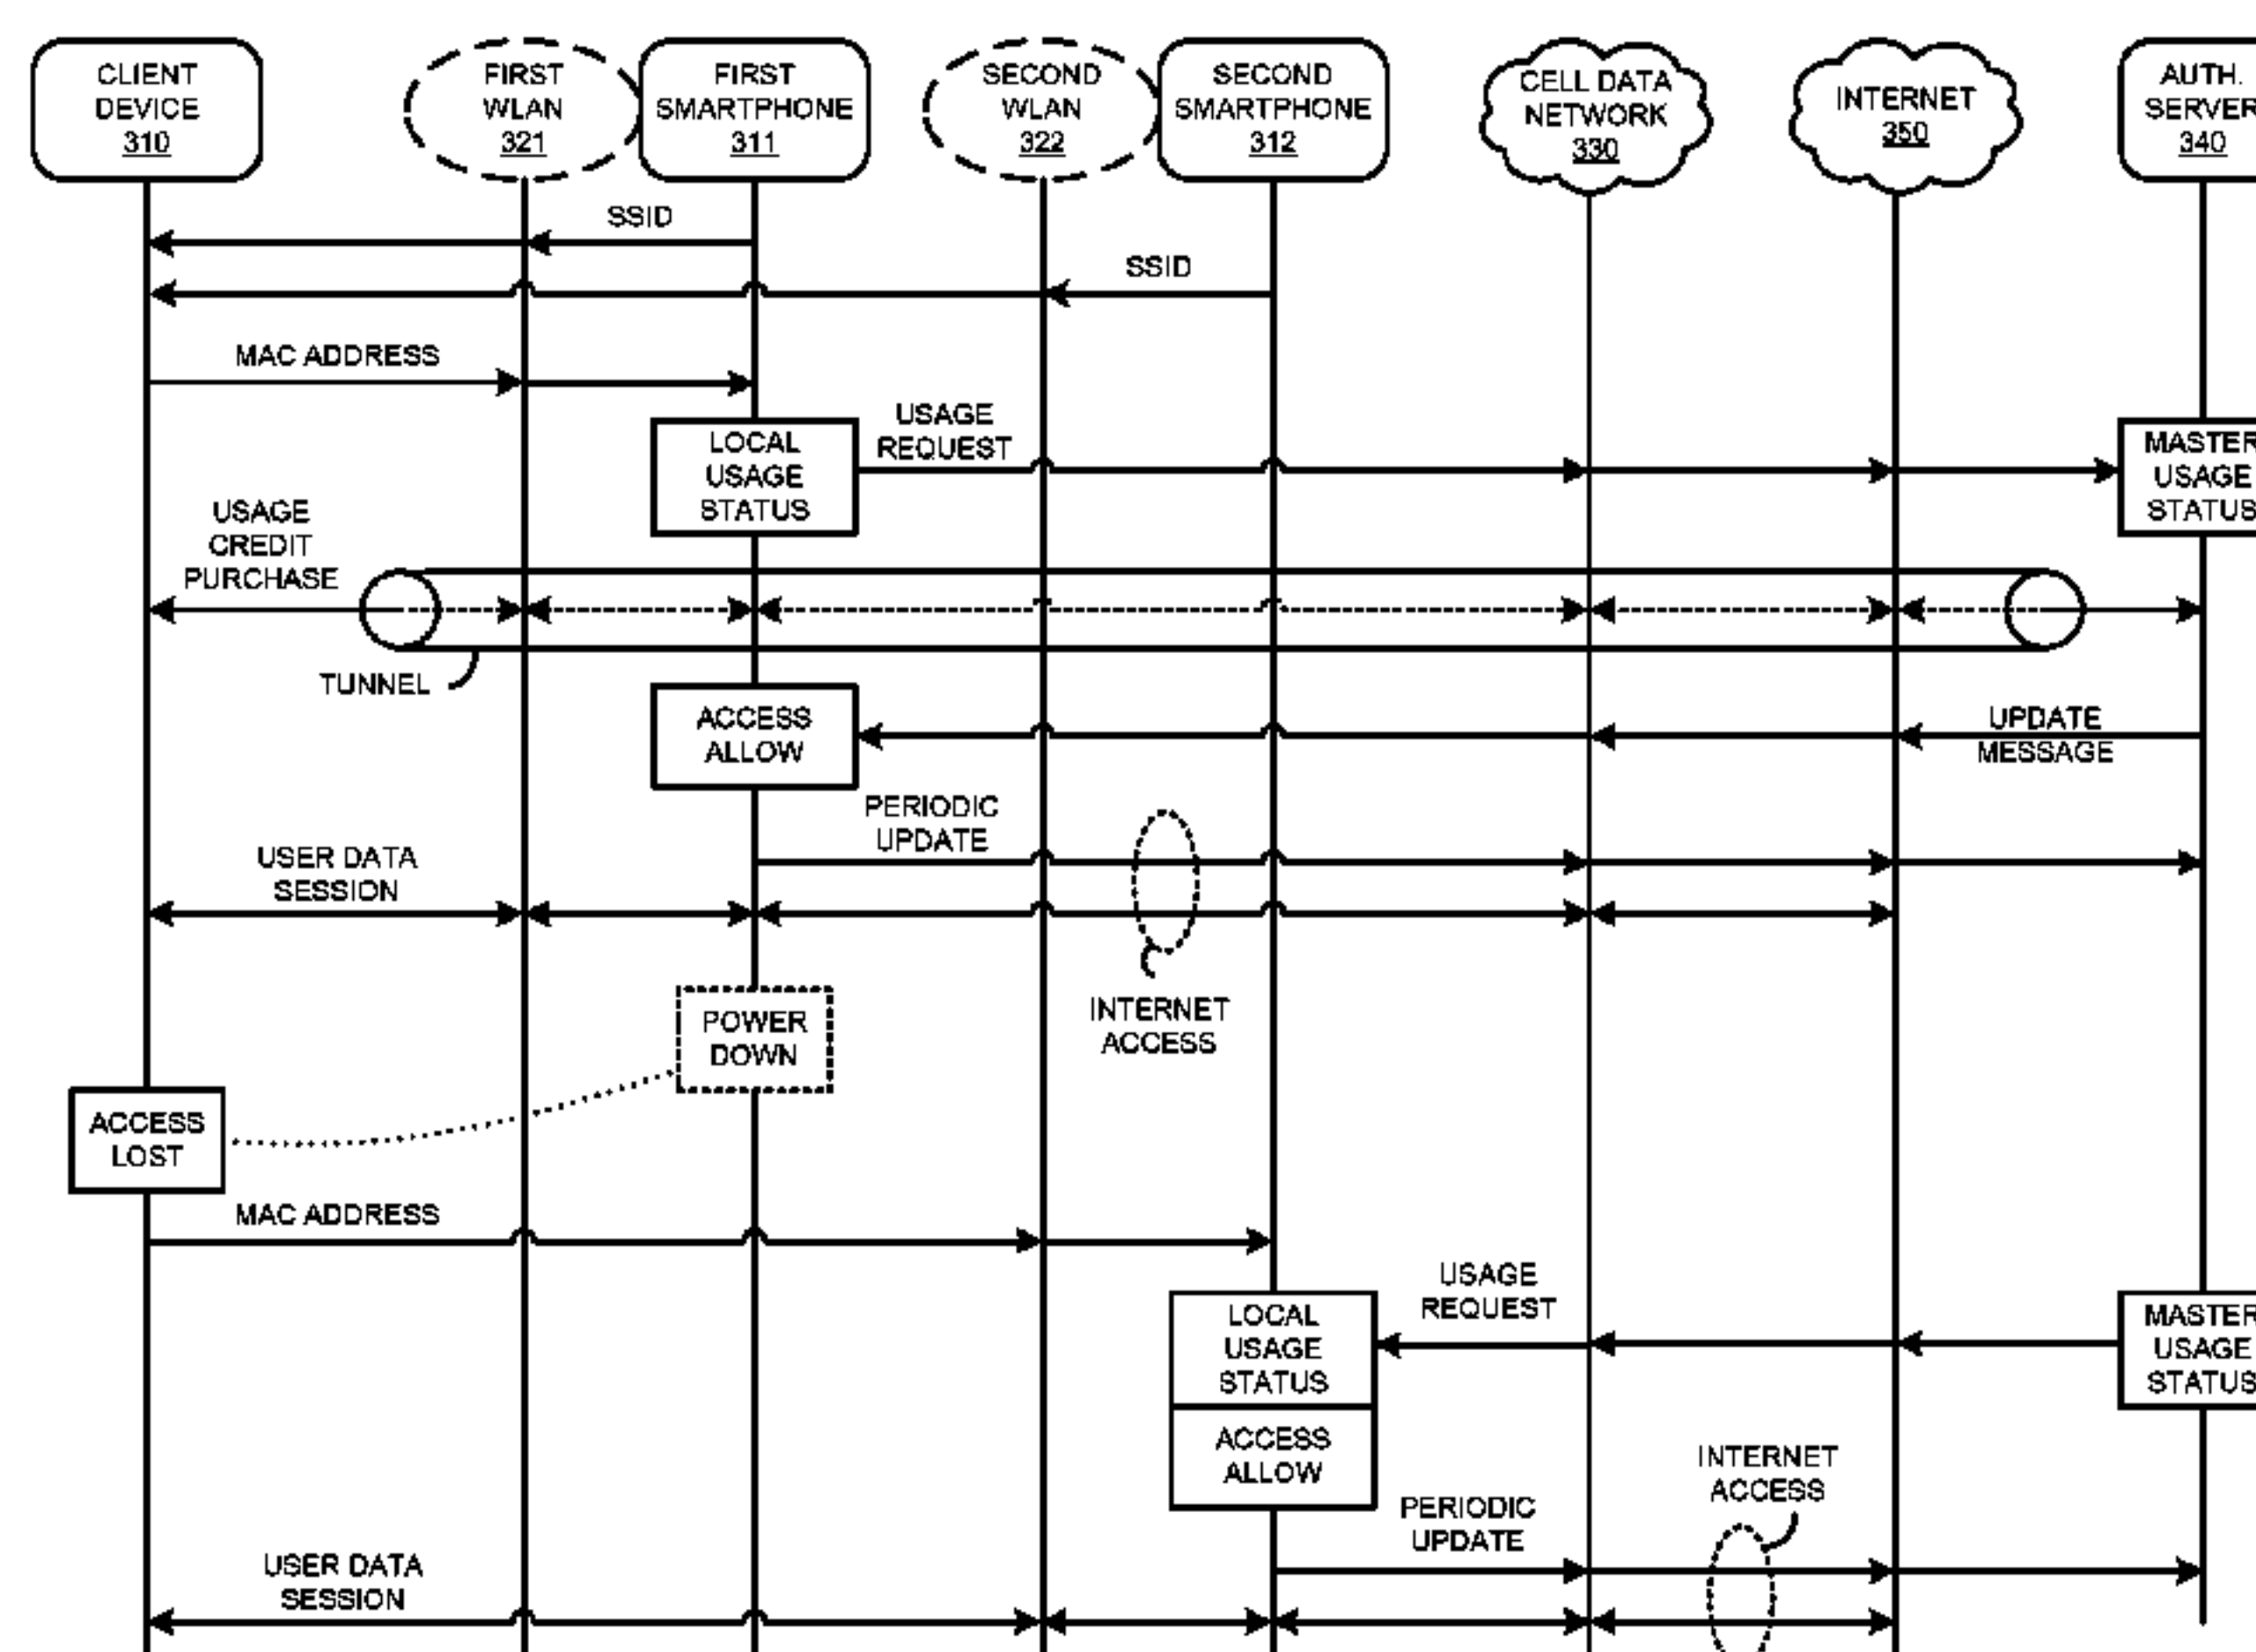 CLIENT
DEVICE
310
FIRST
WLAN
321
FIRST
SMARTPHONE
311
SECOND
WLAN
322
SECOND
SMARTPHONE
312
CELL DATA
NETWORK
330
INTERNET
350
AUTH.
SERVER
340
SSID
SSID
MAC ADDRESS
LOCAL
USAGE
STATUS
USAGE
REQUEST
MASTER
USAGE
STATUS
USAGE
CREDIT
PURCHASE
TUNNEL
ACCESS
ALLOW
UPDATE
MESSAGE
PERIODIC
UPDATE
USER DATA
SESSION
INTERNET
ACCESS
POWER
DOWN
ACCESS
LOST
MAC ADDRESS
LOCAL
USAGE
STATUS
USAGE
REQUEST
MASTER
USAGE
STATUS
ACCESS
ALLOW
INTERNET
ACCESS
PERIODIC
UPDATE
USER DATA
SESSION